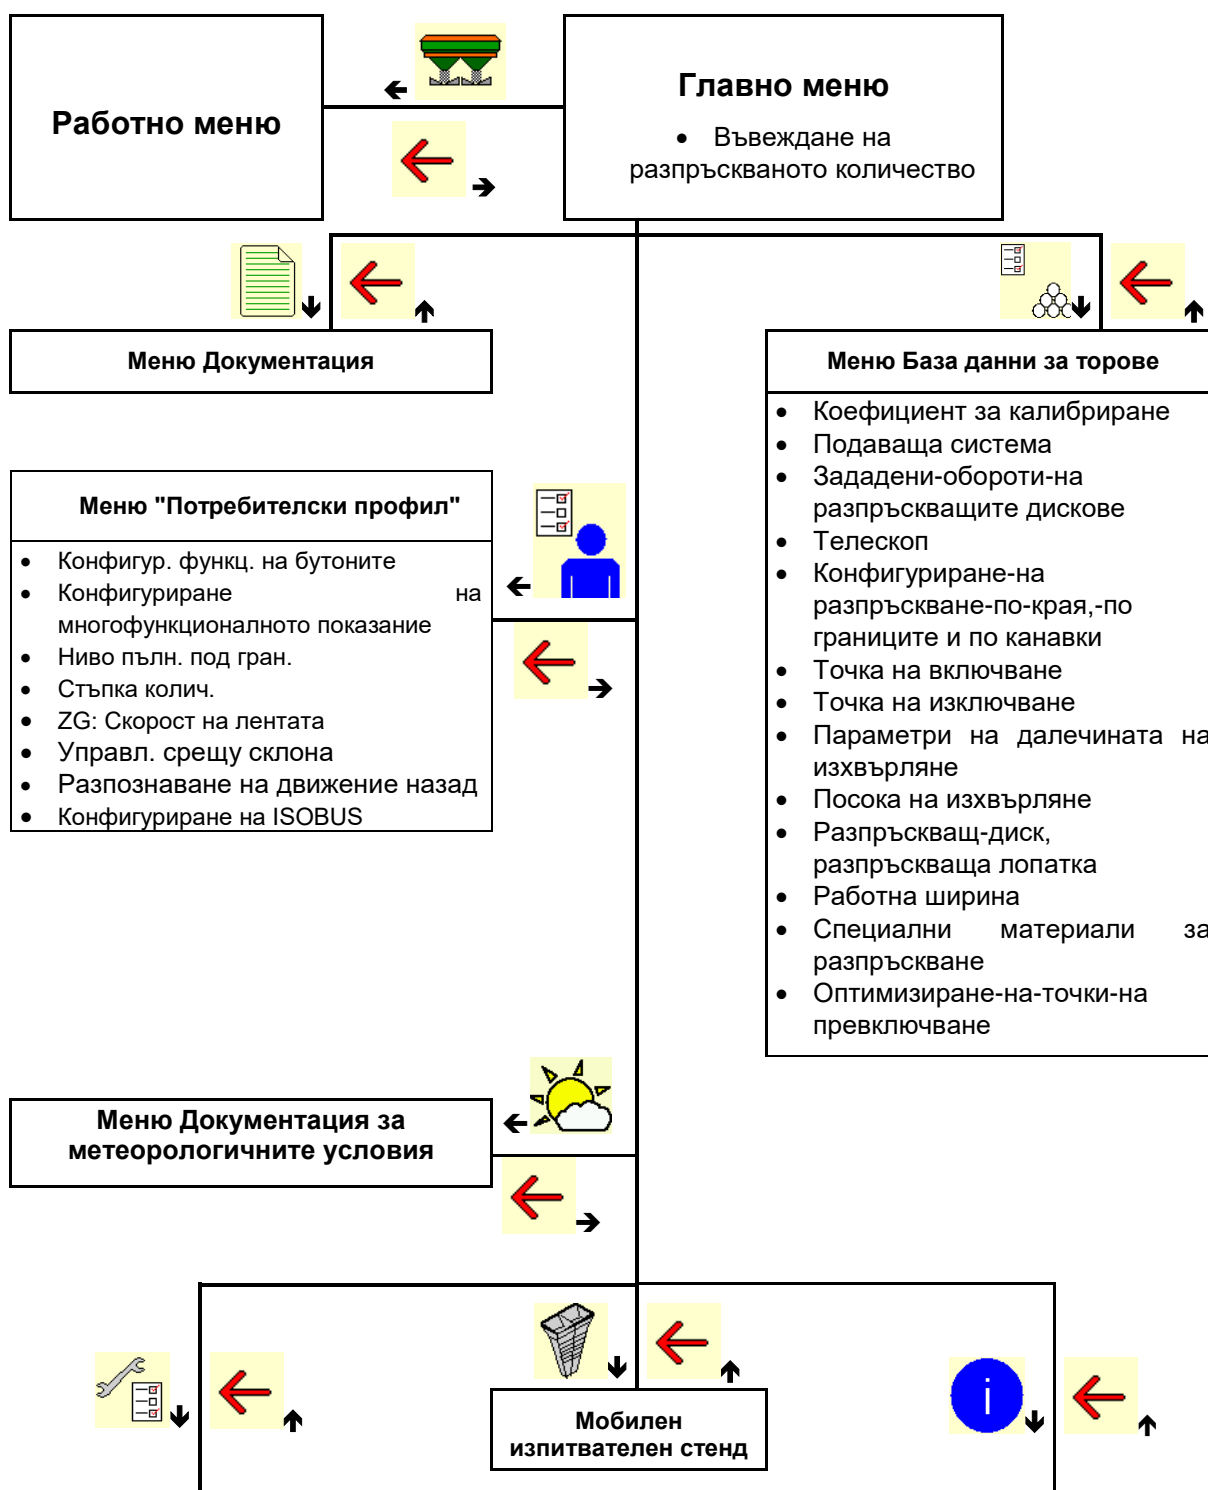 Работно меню
Главно меню
• Въвеждане на
разпръскваното количество
Меню Документация
Меню База данни за торове
• Коефициент за калибриране
• Подаваща система
• Зададени-обороти-на
разпръскващите дискове
• Телескоп
• Конфигуриране-на
разпръскване-по-края,-по
границите и по канавки
• Точка на включване
• Точка на изключване
• Параметри на далечината на
изхвърляне
• Посока на изхвърляне
• Разпръскващ-диск,
разпръскваща лопатка
• Работна ширина
• Специални материали за
разпръскване
• Оптимизиране-на-точки-на
превключване
Меню "Потребителски профил"
• Конфигур. функц. на бутоните
• Конфигуриране на
многофункционалното показание
• Ниво пълн. под гран.
• Стъпка колич.
• ZG: Скорост на лентата
• Управл. срещу склона
• Разпознаване на движение назад
• Конфигуриране на ISOBUS
Меню Документация за
метеорологичните условия
Мобилен
изпитвателен стенд
i